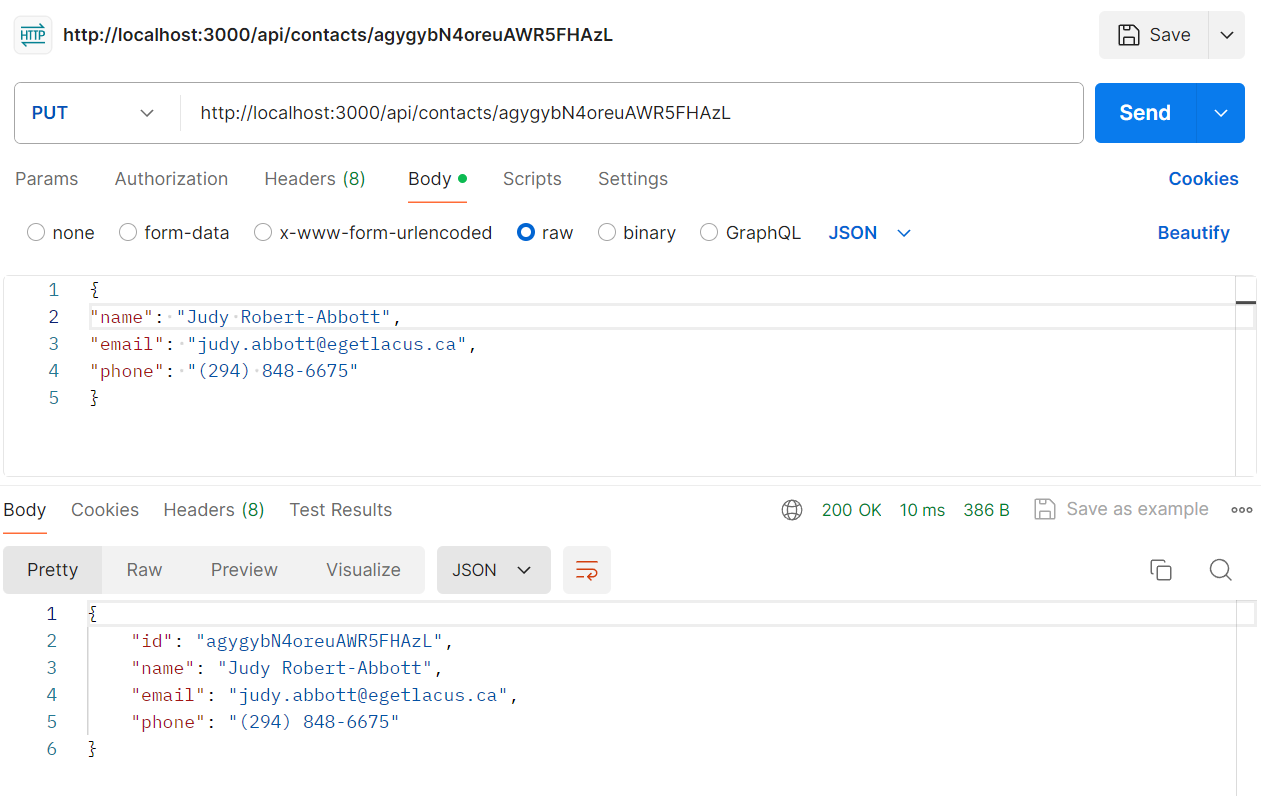 HTTP http://localhost:3000/api/contacts/agygybN4oreuAWR5FHAzL Save
PUT http://localhost:3000/api/contacts/agygybN4oreuAWR5FHAzL Send
Params Authorization Headers (8) Body Scripts Settings Cookies
none form-data x-www-form-urlencoded raw binary GraphQL JSON Beautify
1 {
2 "name": "Judy Robert-Abbott",
3 "email": "judy.abbott@egetlacus.ca",
4 "phone": "(294) 848-6675"
5 }
Body Cookies Headers (8) Test Results 200 OK 10 ms 386 B Save as example
Pretty Raw Preview Visualize JSON
1 {
2 "id": "agygybN4oreuAWR5FHAzL",
3 "name": "Judy Robert-Abbott",
4 "email": "judy.abbott@egetlacus.ca",
5 "phone": "(294) 848-6675"
6 }